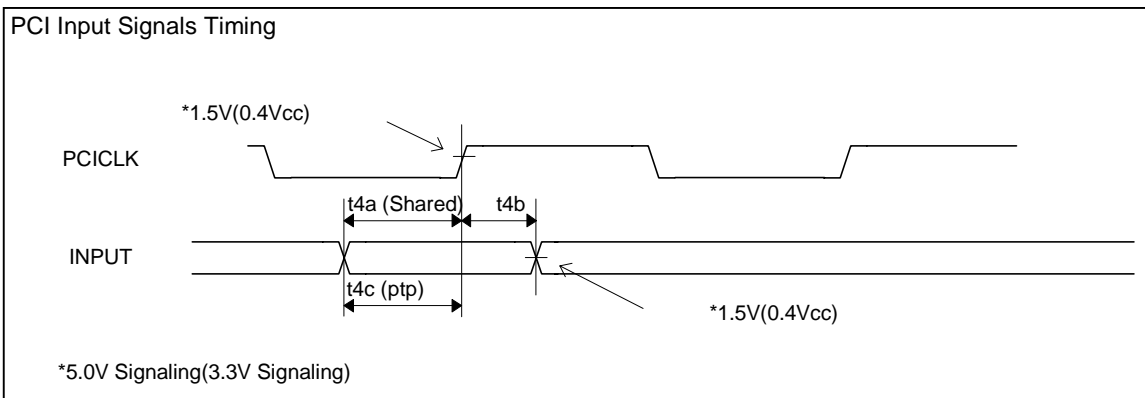 PCI Input Signals Timing
*1.5V(0.4Vcc)
PCICLK
t4a (Shared)
t4b
INPUT
t4c (ptp)
*1.5V(0.4Vcc)
*5.0V Signaling(3.3V Signaling)